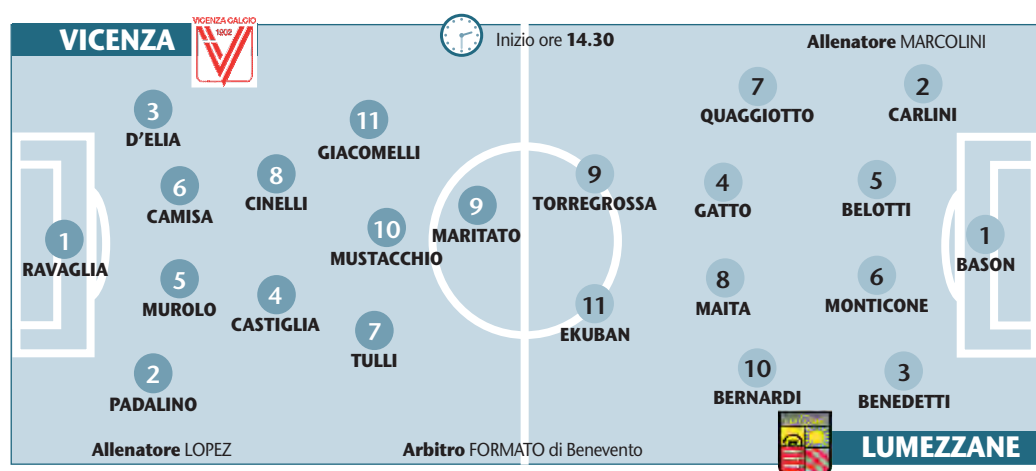 VICENZA
VICENZA CALCIO
1902
Inizio ore 14.30
Allenatore MARCOLINI
3
D'ELIA
11
GIACOMELLI
6
CAMISA
8
CINELLI
1
RAVAGLIA
10
MUSTACCHIO
9
MARITATO
5
MUROLO
4
CASTIGLIA
7
TULLI
2
PADALINO
7
QUAGGIOTTO
2
CARLINI
9
TORREGROSSA
4
GATTO
5
BELOTTI
1
BASON
11
EKUBAN
8
MAITA
6
MONTICONE
10
BERNARDI
3
BENEDETTI
Allenatore LOPEZ
Arbitro FORMATO di Benevento
LUMEZZANE